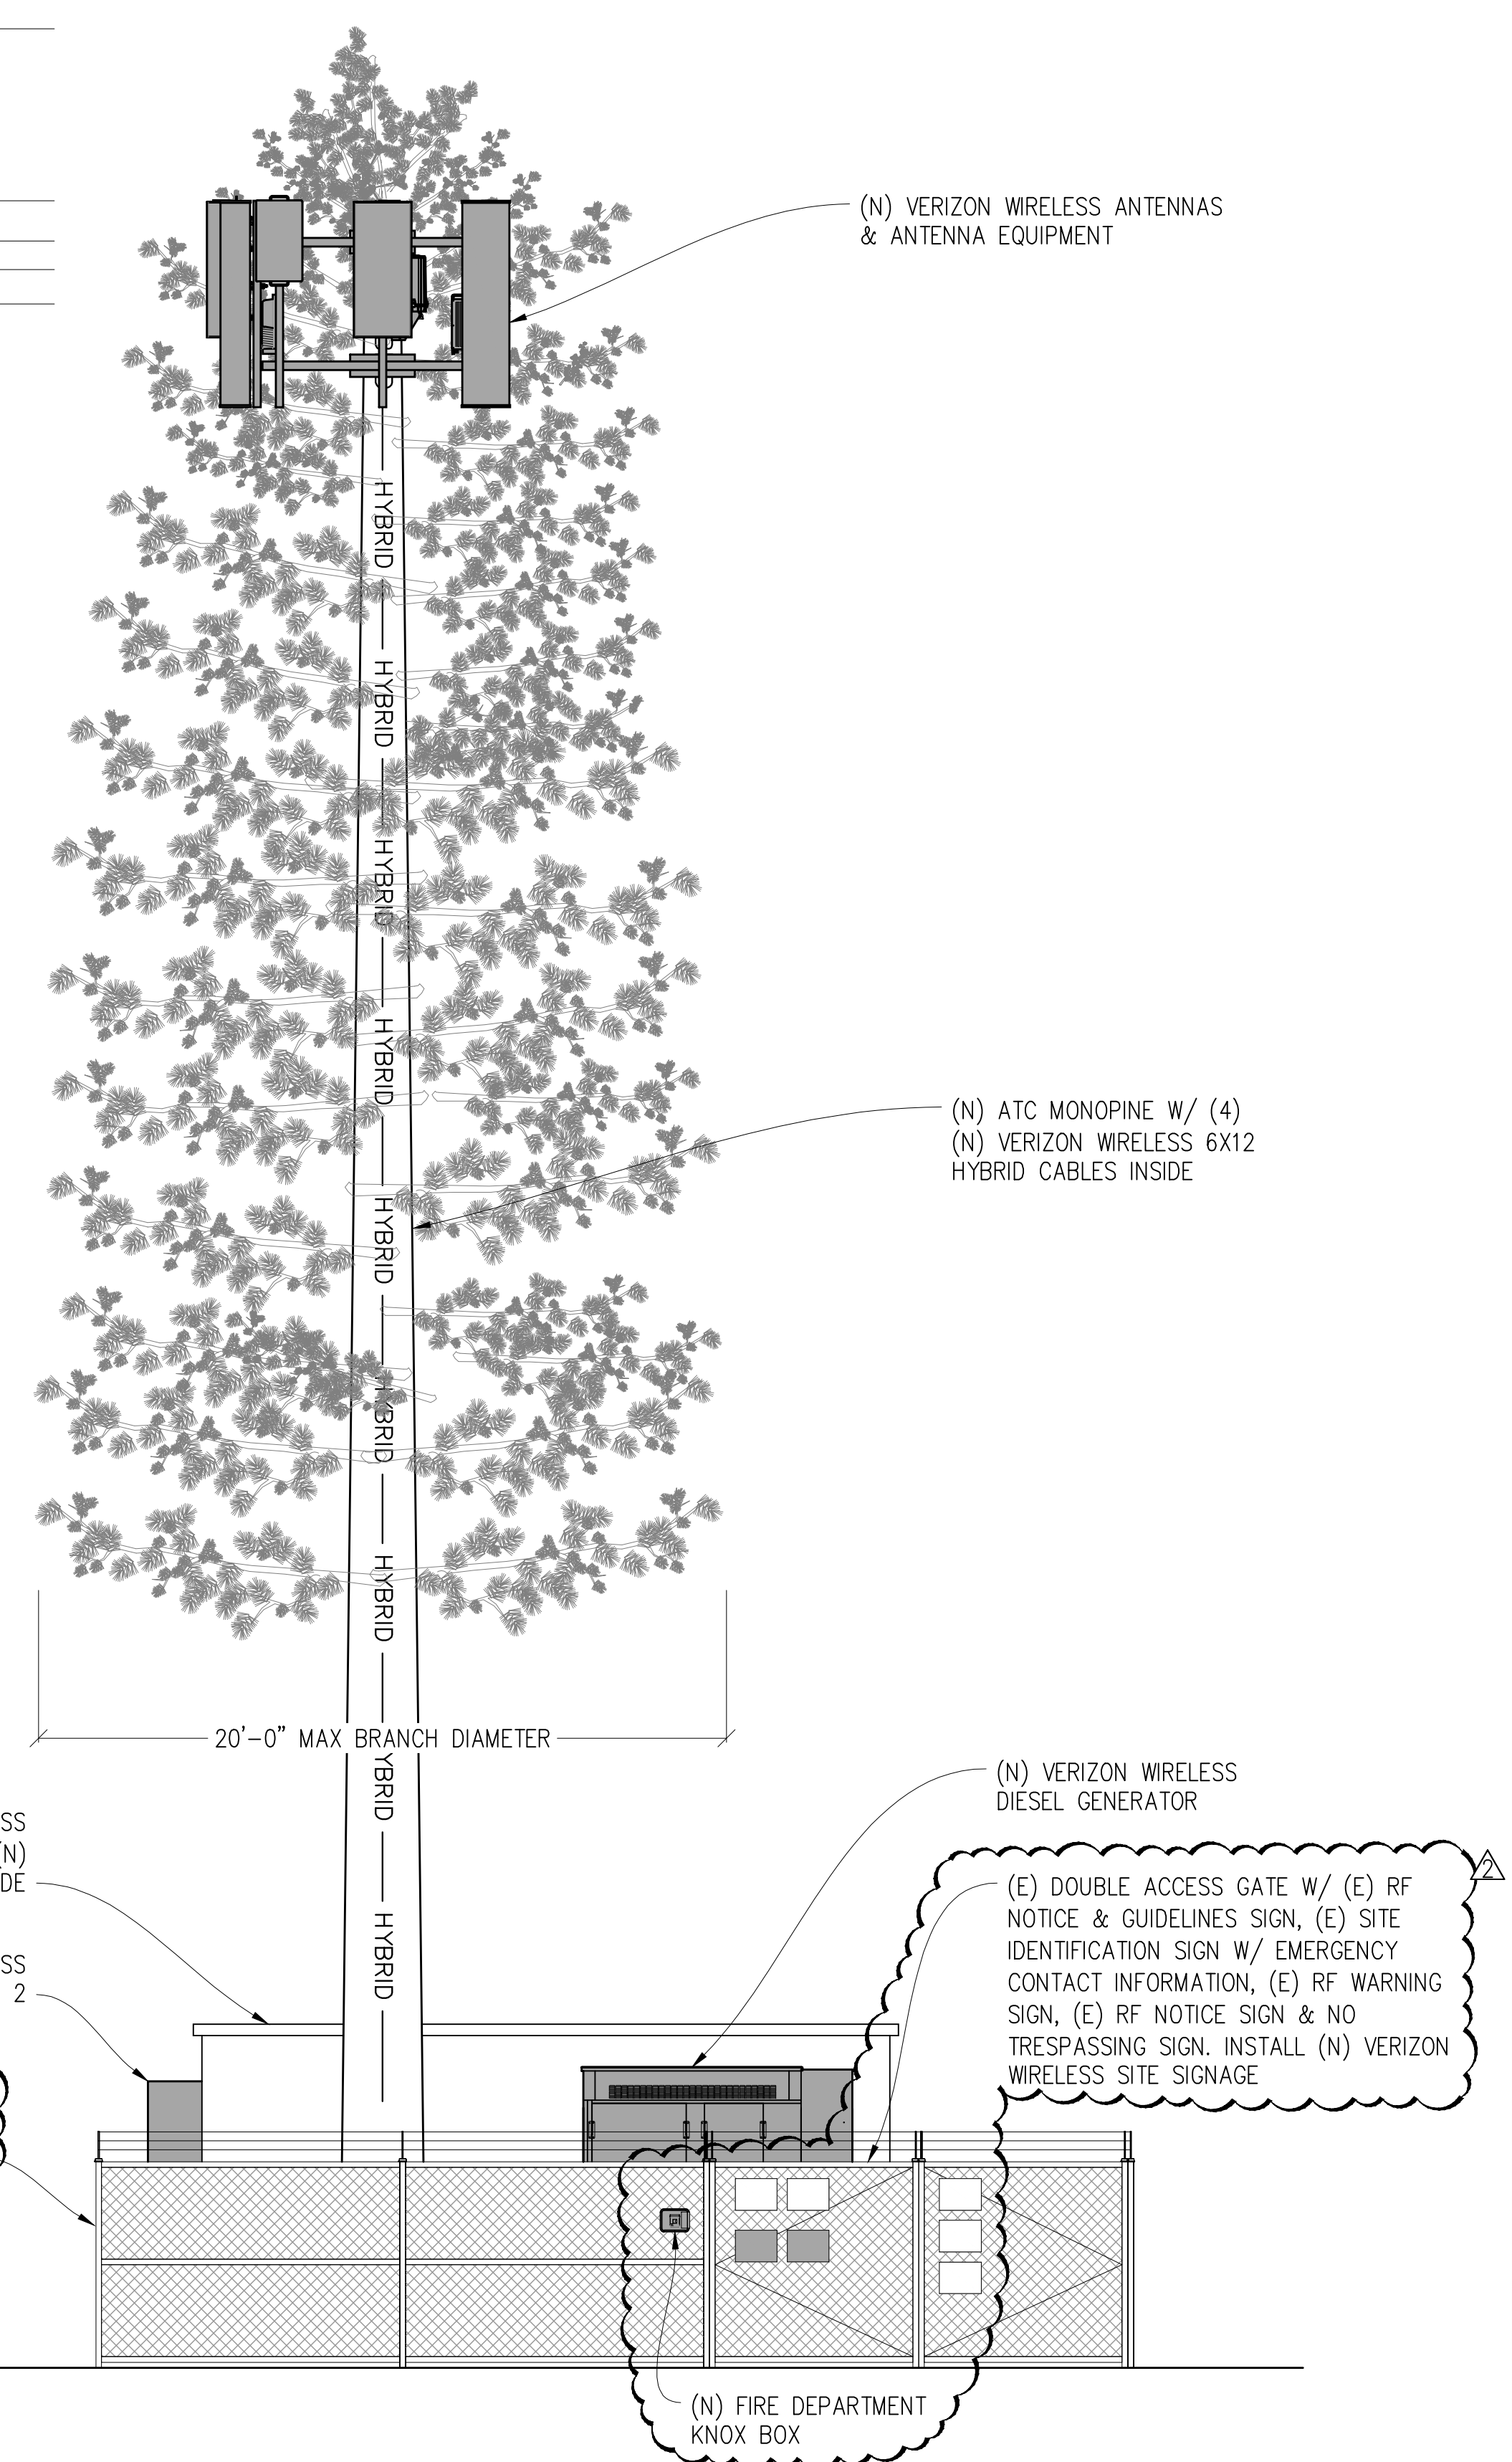 (N) VERIZON WIRELESS ANTENNAS
& ANTENNA EQUIPMENT
HYBRID
HYBRID
HYBRID
HYBRID
(N) ATC MONOPINE W/ (4)
(N) VERIZON WIRELESS 6X12
HYBRID CABLES INSIDE
HYBRID
HYBRID
HYBRID
20'-0" MAX BRANCH DIAMETER
YBRID
(N) VERIZON WIRELESS
DIESEL GENERATOR
SS
(N)
DE
2
(E) DOUBLE ACCESS GATE W/ (E) RF
NOTICE & GUIDELINES SIGN, (E) SITE
IDENTIFICATION SIGN W/ EMERGENCY
CONTACT INFORMATION, (E) RF WARNING
SIGN, (E) RF NOTICE SIGN & NO
TRESPASSING SIGN. INSTALL (N) VERIZON
WIRELESS SITE SIGNAGE
HYBRID
SS
2
(N) FIRE DEPARTMENT
KNOX BOX